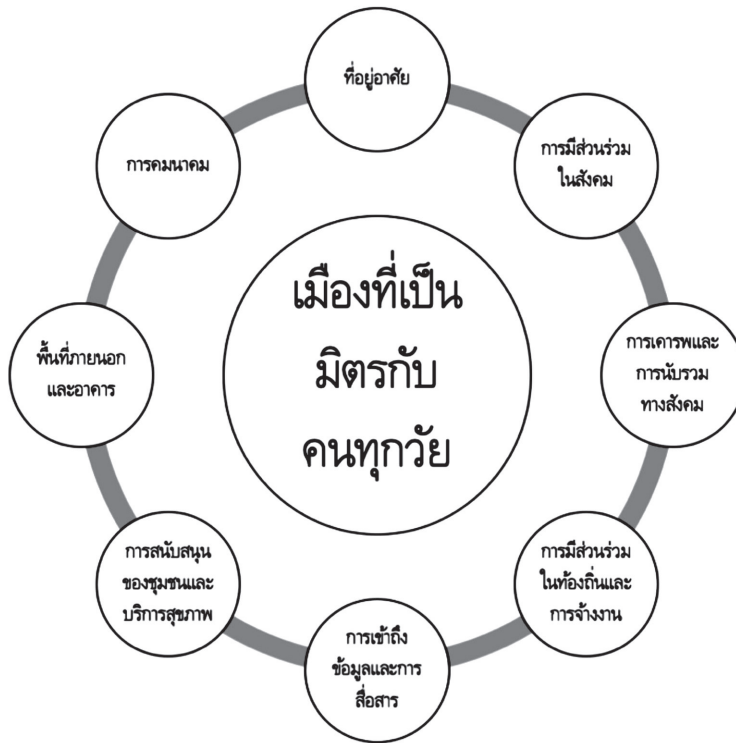 ที่อยู่อาศัย
การมีส่วนร่วม
ในสังคม
การเคารพและ
การนับรวม
ทางสังคม
การมีส่วนร่วม
ในท้องถิ่นและ
การจ้างงาน
การเข้าถึง
ข้อมูลและการ
สื่อสาร
การสนับสนุน
ของชุมชนและ
บริการสุขภาพ
พื้นที่ภายนอก
และอาคาร
การคมนาคม
เมืองที่เป็น
มิตรกับ
คนทุกวัย